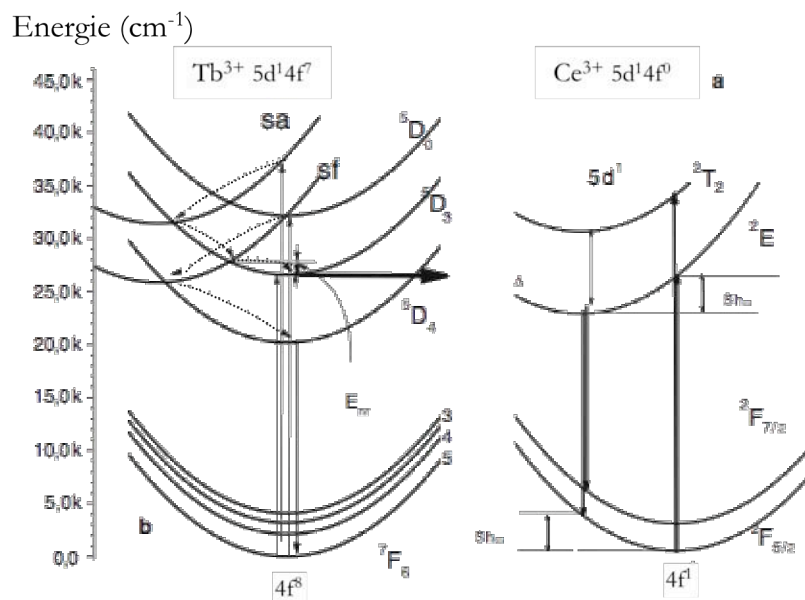 Energie (cm⁻¹)
Tb³⁺ 5d¹4f⁷
Ce³⁺ 5d¹4f⁰
a
45,0k
40,0k
35,0k
30,0k
25,0k
20,0k
15,0k
10,0k
5,0k
0,0
sa
sf
⁵D₃
⁵D₄
3
4
5
b
⁷F₆
4f⁸
5d¹
²T₂
²E
²F₇/₂
²F₅/₂
4f¹